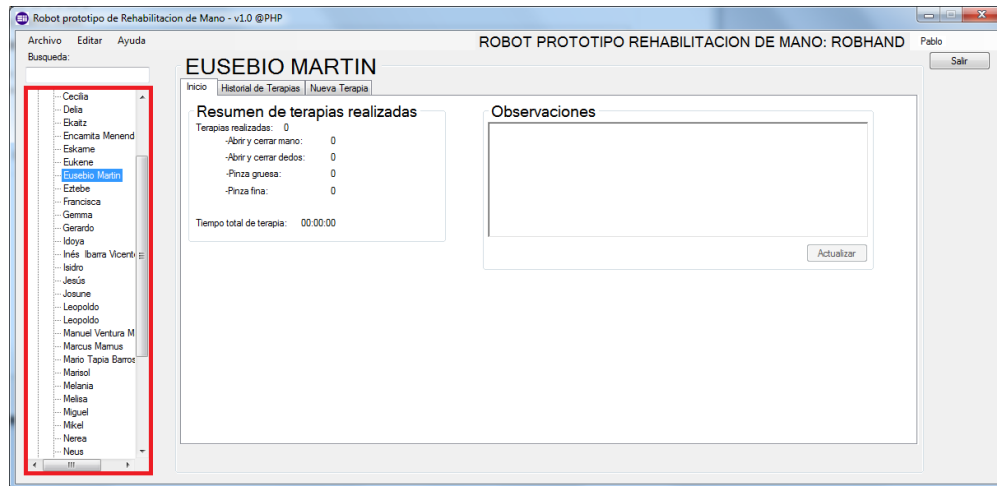 Robot prototipo de Rehabilitacion de Mano - v1.0 @PHP
Archivo Editar Ayuda
ROBOT PROTOTIPO REHABILITACION DE MANO: ROBHAND
Pablo
Salir
Busqueda:
Cecilia
Delia
Ekaitz
Encarnita Menend
Eskarne
Eukene
Eusebio Martin
Eztebe
Francisca
Gemma
Gerardo
Idoya
Inés Ibarra Vicente
Isidro
Jesús
Josune
Leopoldo
Leopoldo
Manuel Ventura M
Marcus Mamus
Mario Tapia Barros
Marisol
Melania
Melisa
Miguel
Mikel
Nerea
Neus
EUSEBIO MARTIN
Inicio Historial de Terapias Nueva Terapia
Resumen de terapias realizadas
Terapias realizadas: 0
-Abrir y cerrar mano: 0
-Abrir y cerrar dedos: 0
-Pinza gruesa: 0
-Pinza fina: 0
Tiempo total de terapia: 00:00:00
Observaciones
Actualizar